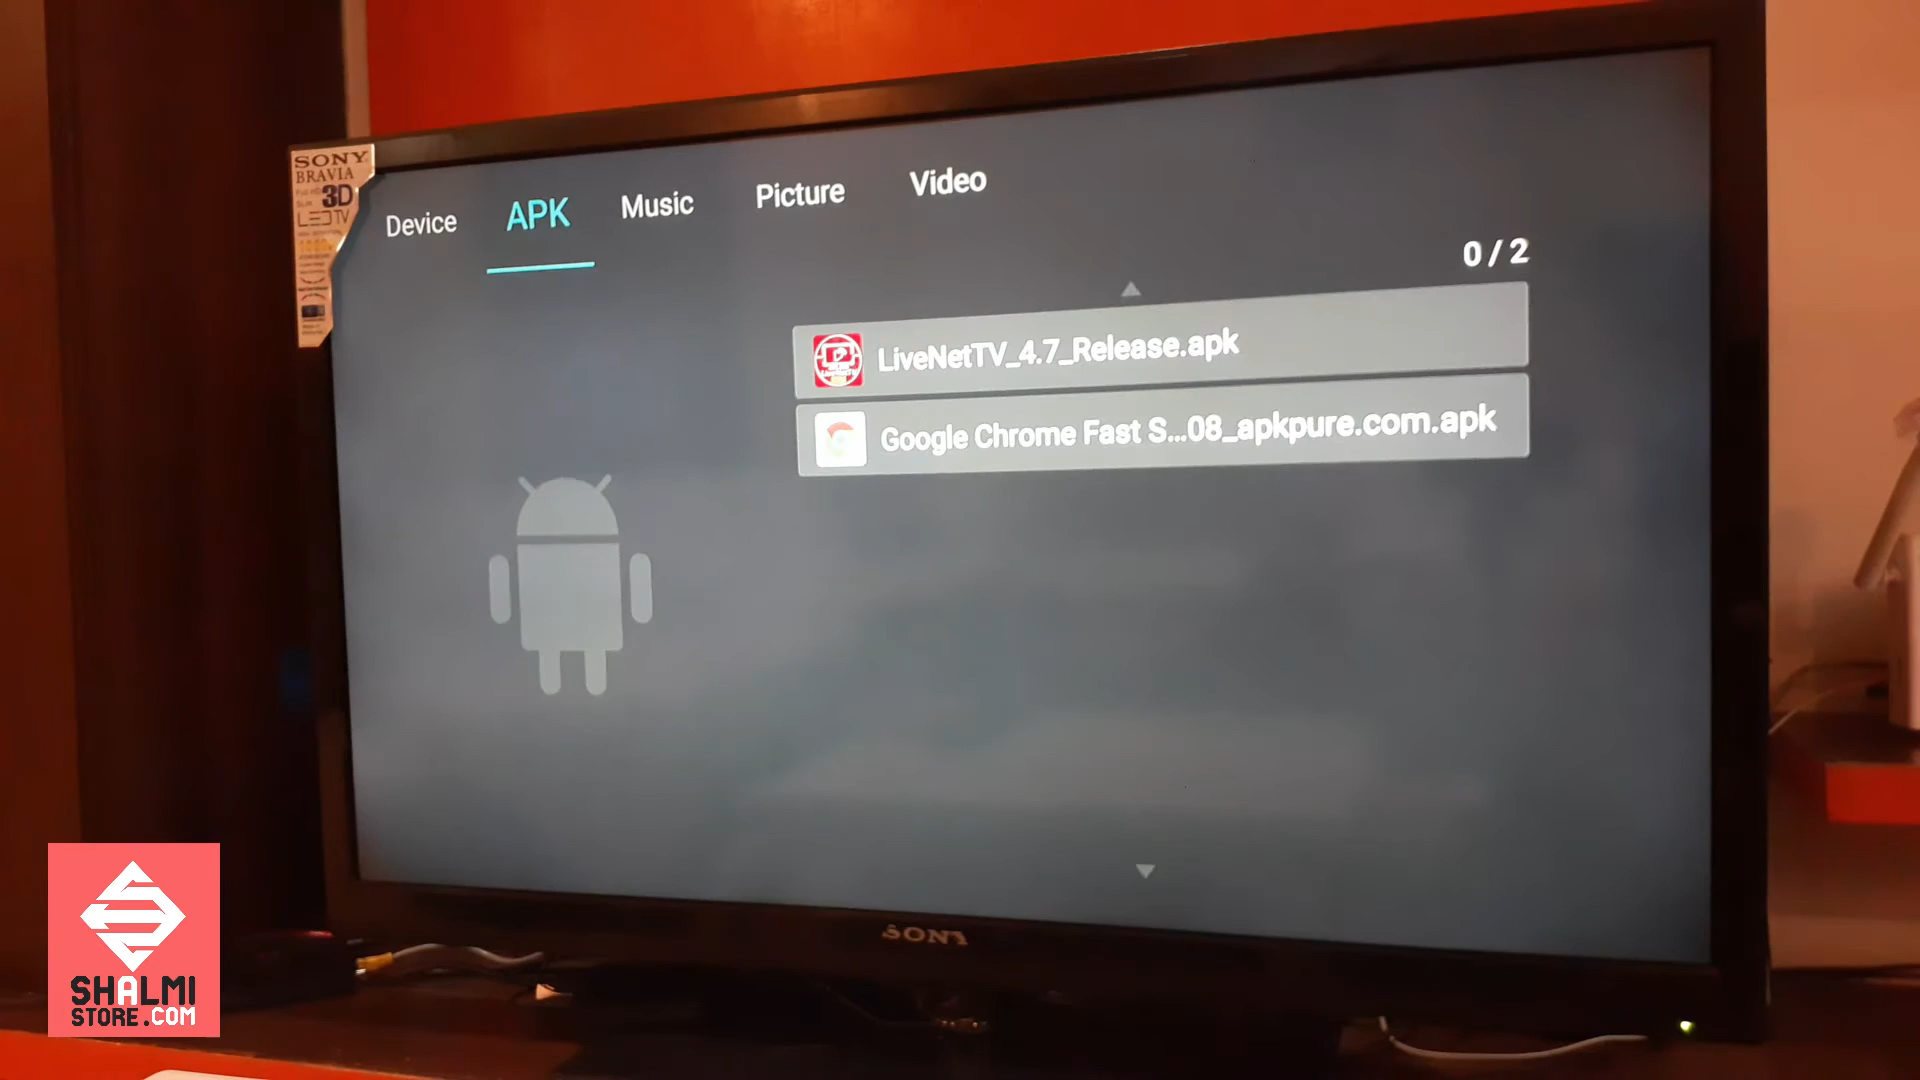 SONY
BRAVIA
3D
LED TV
Device
APK
Music
Picture
Video
0 / 2
LiveNetTV_4.7_Release.apk
Google Chrome Fast S...08_apkpure.com.apk
SONY
SHALMI
STORE.COM